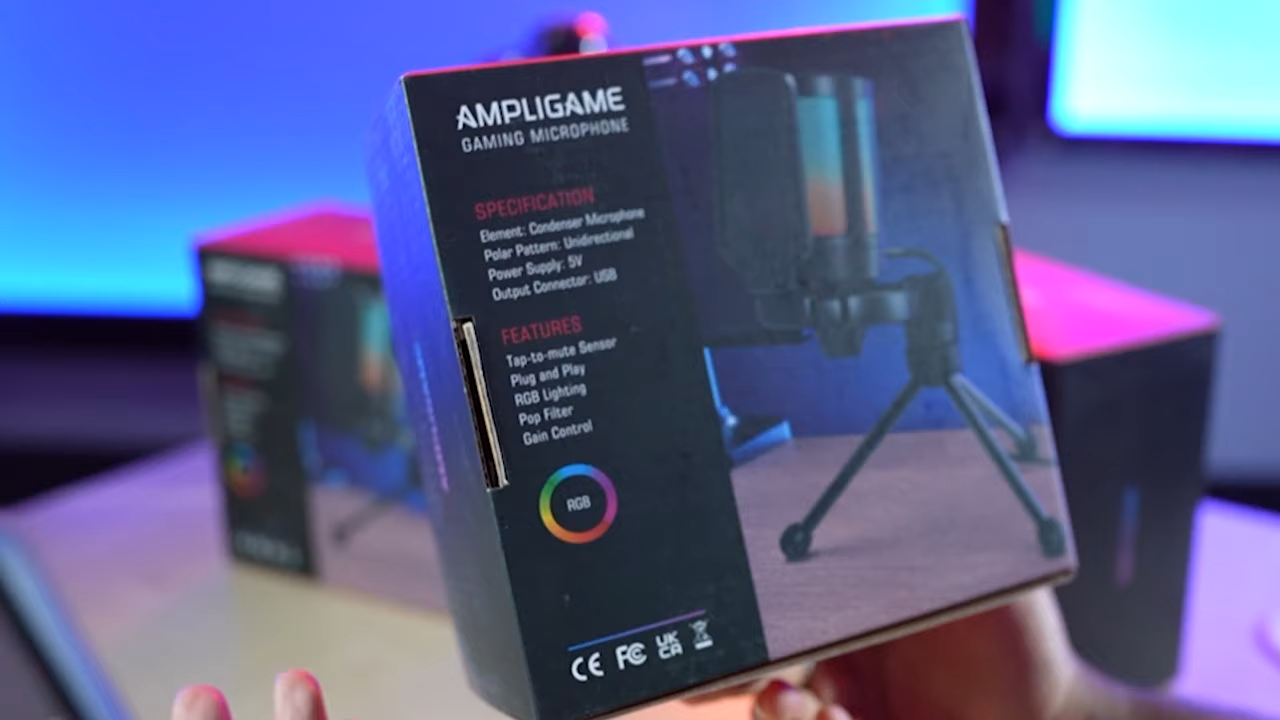 AMPLIGAME
GAMING MICROPHONE
SPECIFICATION
Element: Condenser Microphone
Polar Pattern: Unidirectional
Power Supply: 5V
Output Connector: USB
FEATURES
Tap-to-mute Sensor
Plug and Play
RGB Lighting
Pop Filter
Gain Control
RGB
CE FC UK CA